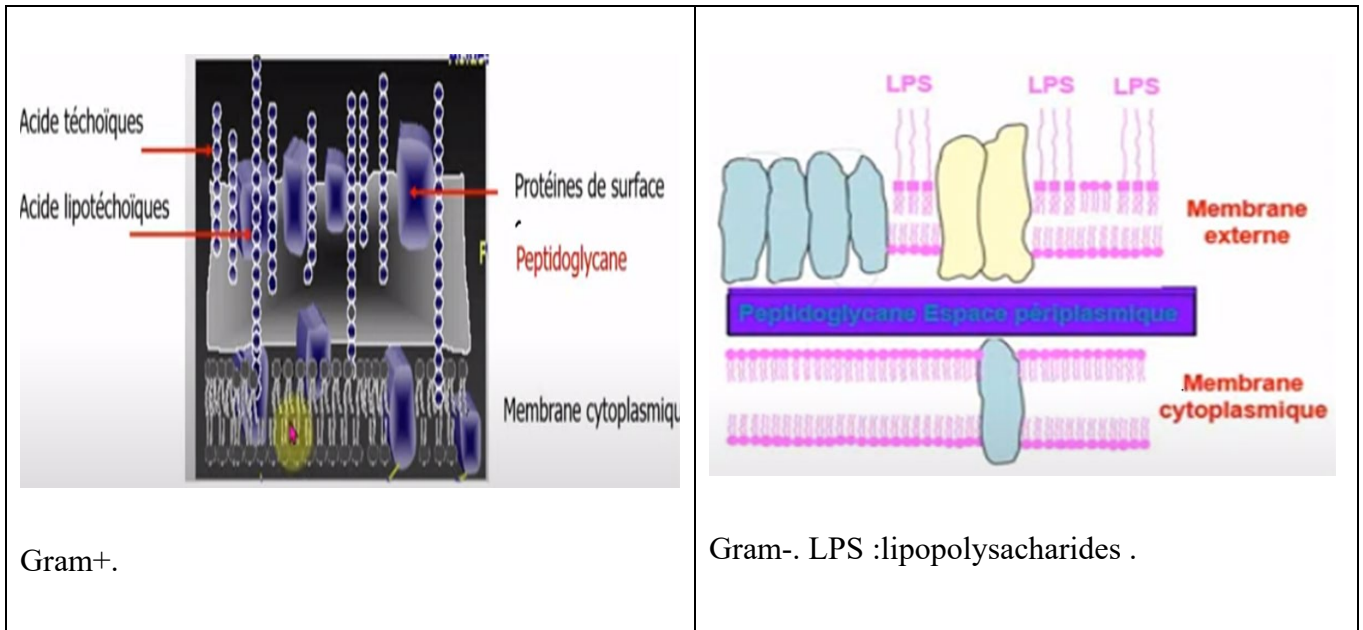 Acide téchoïques
Acide lipotéchoïques
Protéines de surface
Peptidoglycane
Membrane cytoplasmiqu
Gram+.
LPS LPS LPS
Membrane
externe
Peptidoglycane Espace périplasmique
Membrane
cytoplasmique
Gram-. LPS :lipopolysacharides .